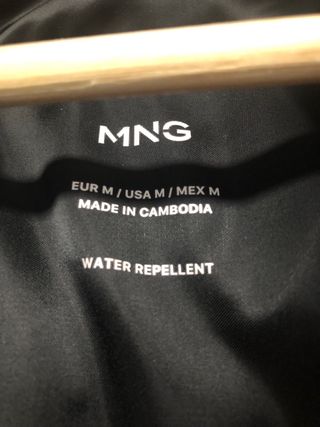 MNG
EUR M / USA M / MEX M
MADE IN CAMBODIA
WATER REPELLENT